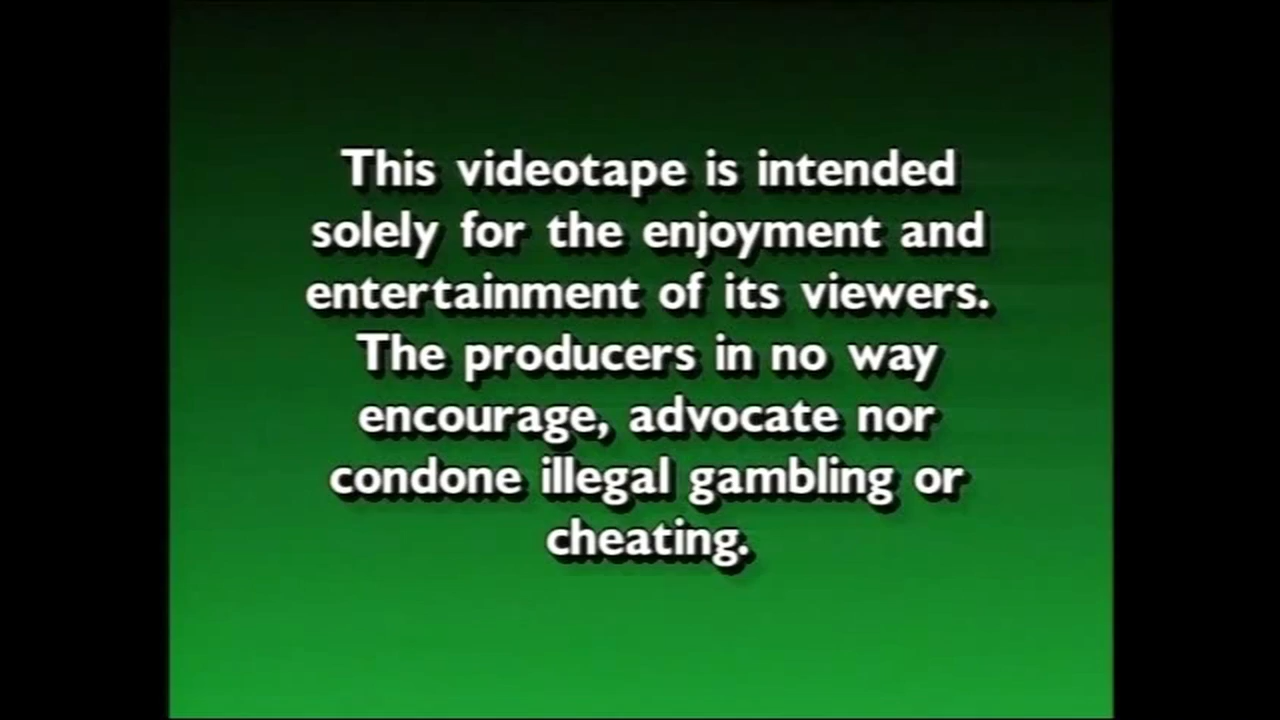 This videotape is intended
solely for the enjoyment and
entertainment of its viewers.
The producers in no way
encourage, advocate nor
condone illegal gambling or
cheating.